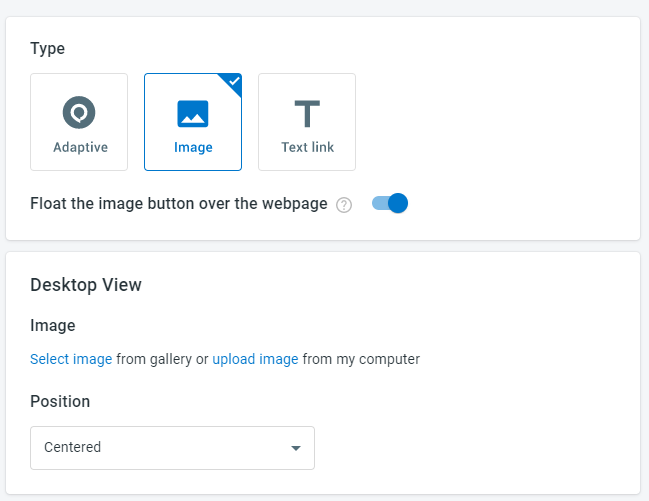 Type
Adaptive
Image
Text link
Float the image button over the webpage ?
Desktop View
Image
Select image from gallery or upload image from my computer
Position
Centered